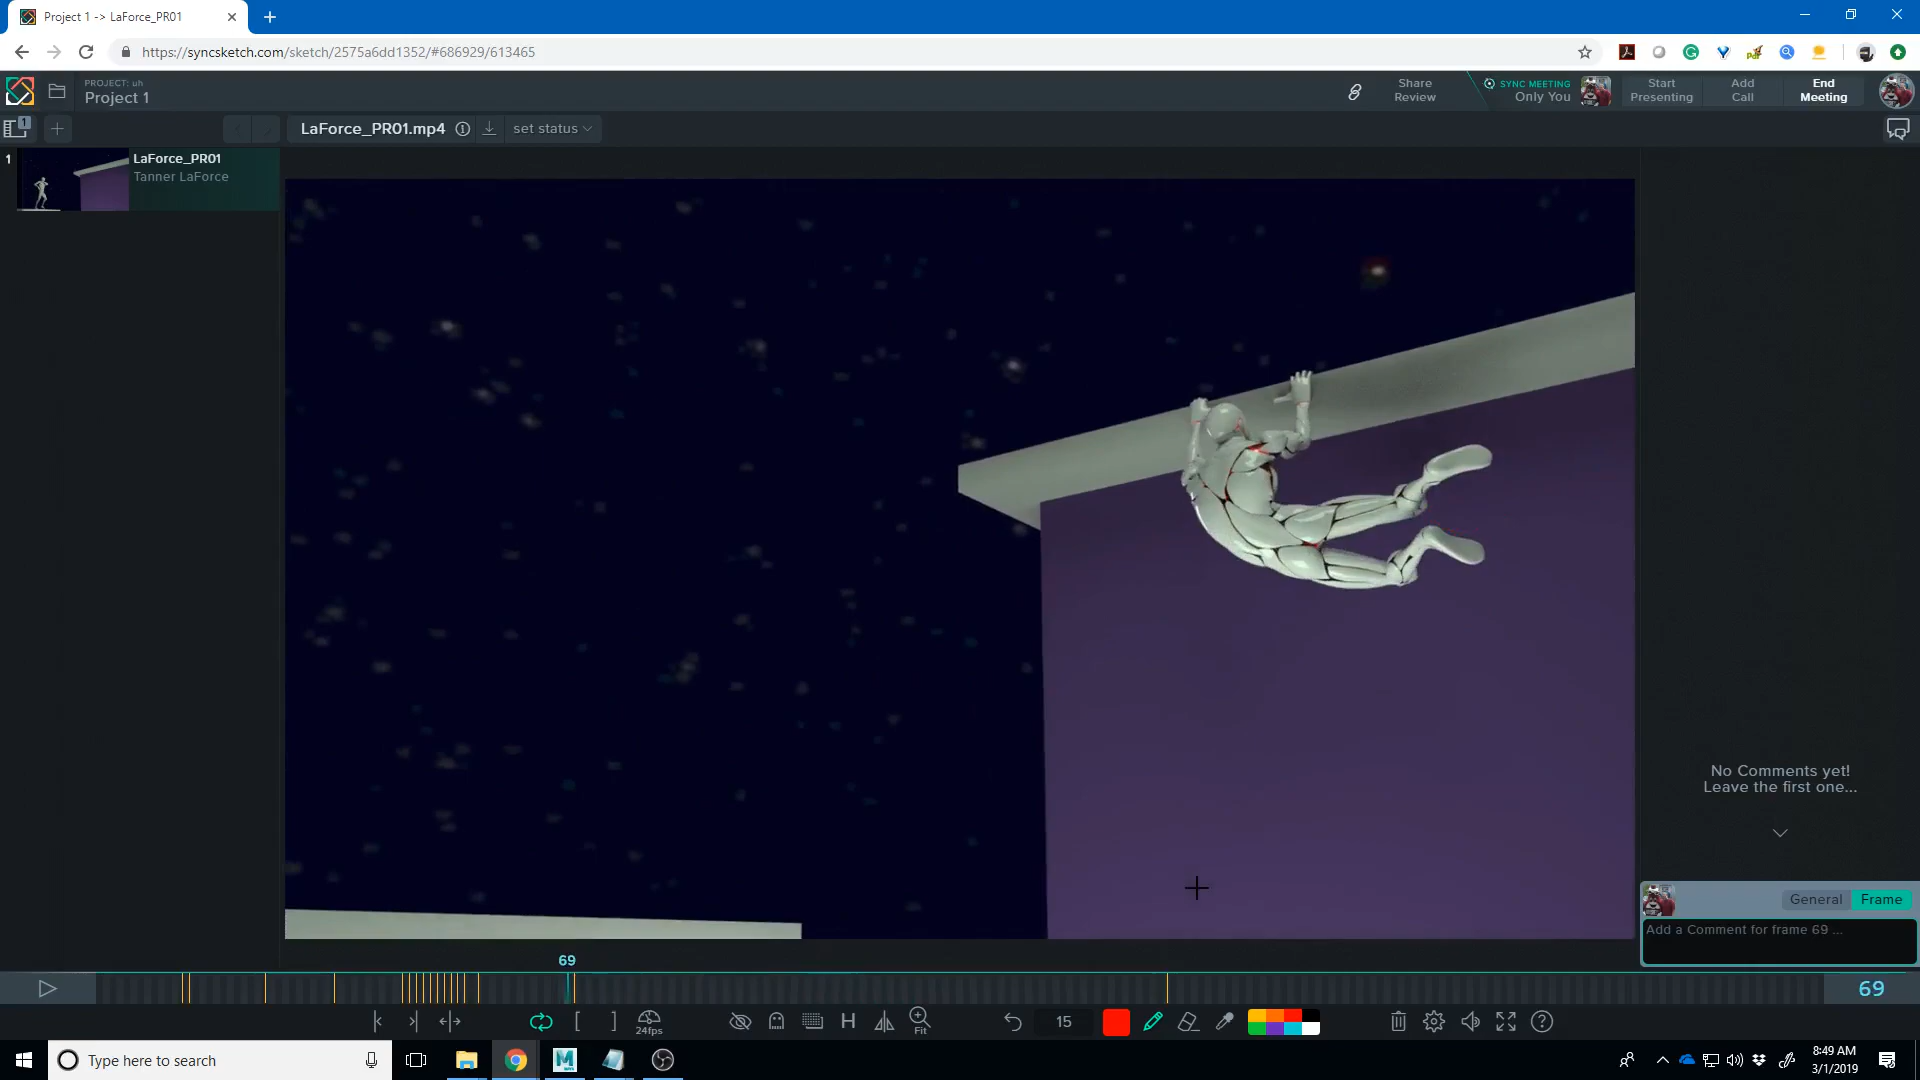 Project 1 -> LaForce_PR01
https://syncsketch.com/sketch/2575a6dd1352/#686929/613465
PROJECT: uh
Project 1
Share
Review
SYNC MEETING
Only You
Start
Presenting
Add
Call
End
Meeting
1
LaForce_PR01.mp4
set status
1
LaForce_PR01
Tanner LaForce
No Comments yet!
Leave the first one...
General
Frame
Add a Comment for frame 69 ...
69
69
24fps
H
Fit
15
Type here to search
8:49 AM
3/1/2019